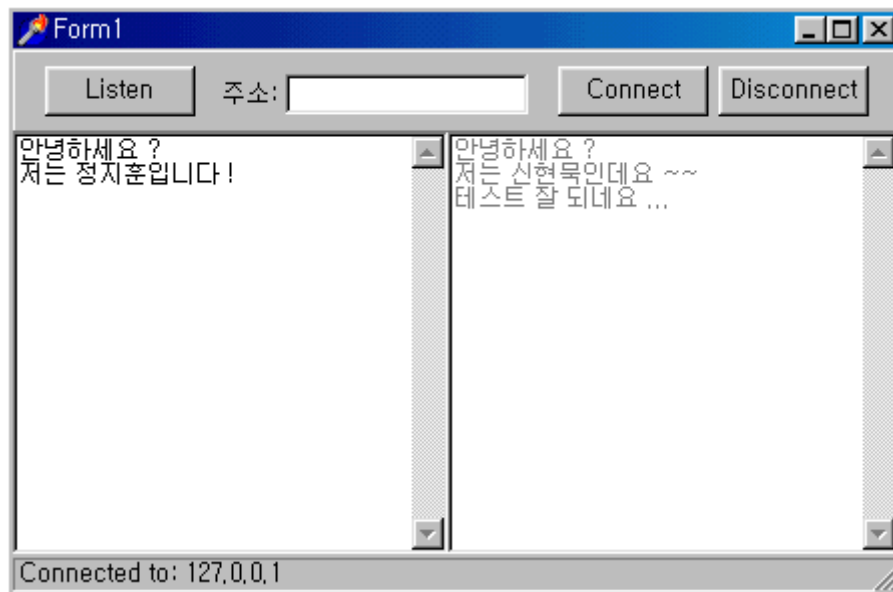 Form1
Listen 주소: Connect Disconnect
안녕하세요 ?
저는 정지훈입니다 !
안녕하세요 ?
저는 신현묵인데요 ~~
테스트 잘 되네요 ...
Connected to: 127,0,0,1